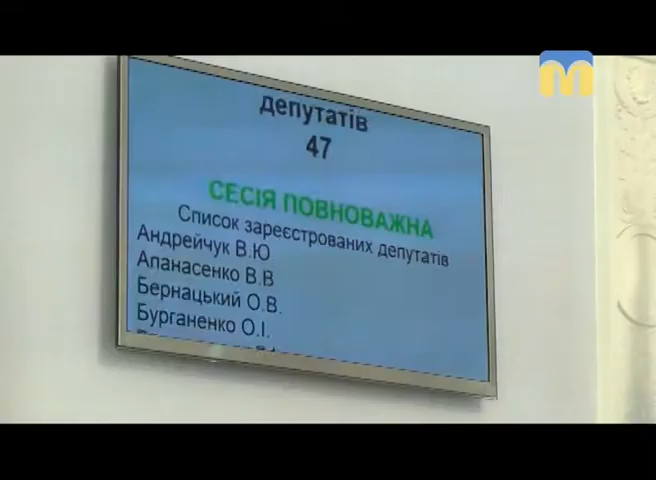 депутатів
47
СЕСІЯ ПОВНОВАЖНА
Список зареєстрованих депутатів
Андрейчук В.Ю
Апанасенко В.В
Бернацький О.В.
Бурганенко О.І.